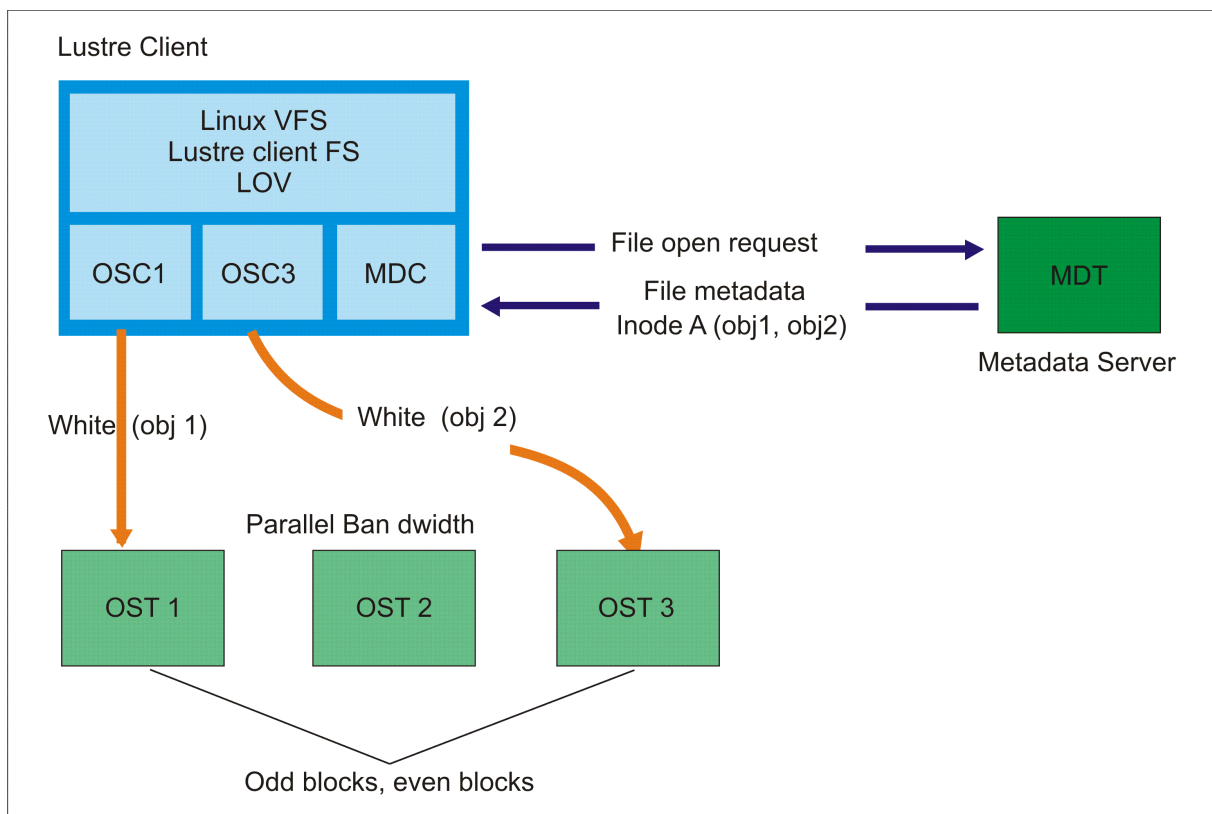 Lustre Client
Linux VFS
Lustre client FS
LOV
OSC1
OSC3
MDC
File open request
File metadata
Inode A (obj1, obj2)
MDT
Metadada Server
White (obj 1)
White (obj 2)
Parallel Ban dwidth
OST 1
OST 2
OST 3
Odd blocks, even blocks